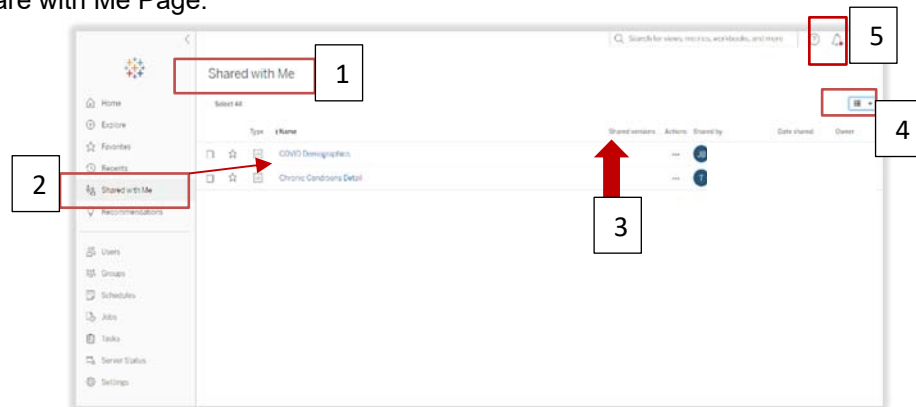 are with Me Page.
Search for views, metrics, workbooks, and more
5
Shared with Me
1
Select All
4
Type ↑Name Shared versions Actions Shared by Date shared Owner
COVID Demographics ... JB
Chronic Conditions Detail ... T
2
3
Home
Explore
Favorites
Recents
Shared with Me
Recommendations
Users
Groups
Schedules
Jobs
Tasks
Server Status
Settings